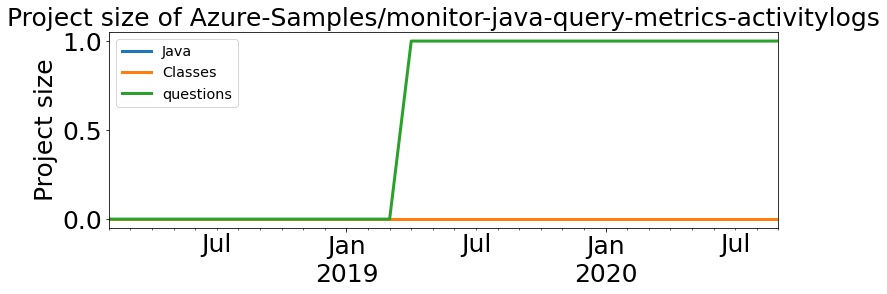 Project size of Azure-Samples/monitor-java-query-metrics-activitylogs
Java
Classes
questions
Project size
1.0
0.5
0.0
Jul
Jan
2019
Jul
Jan
2020
Jul